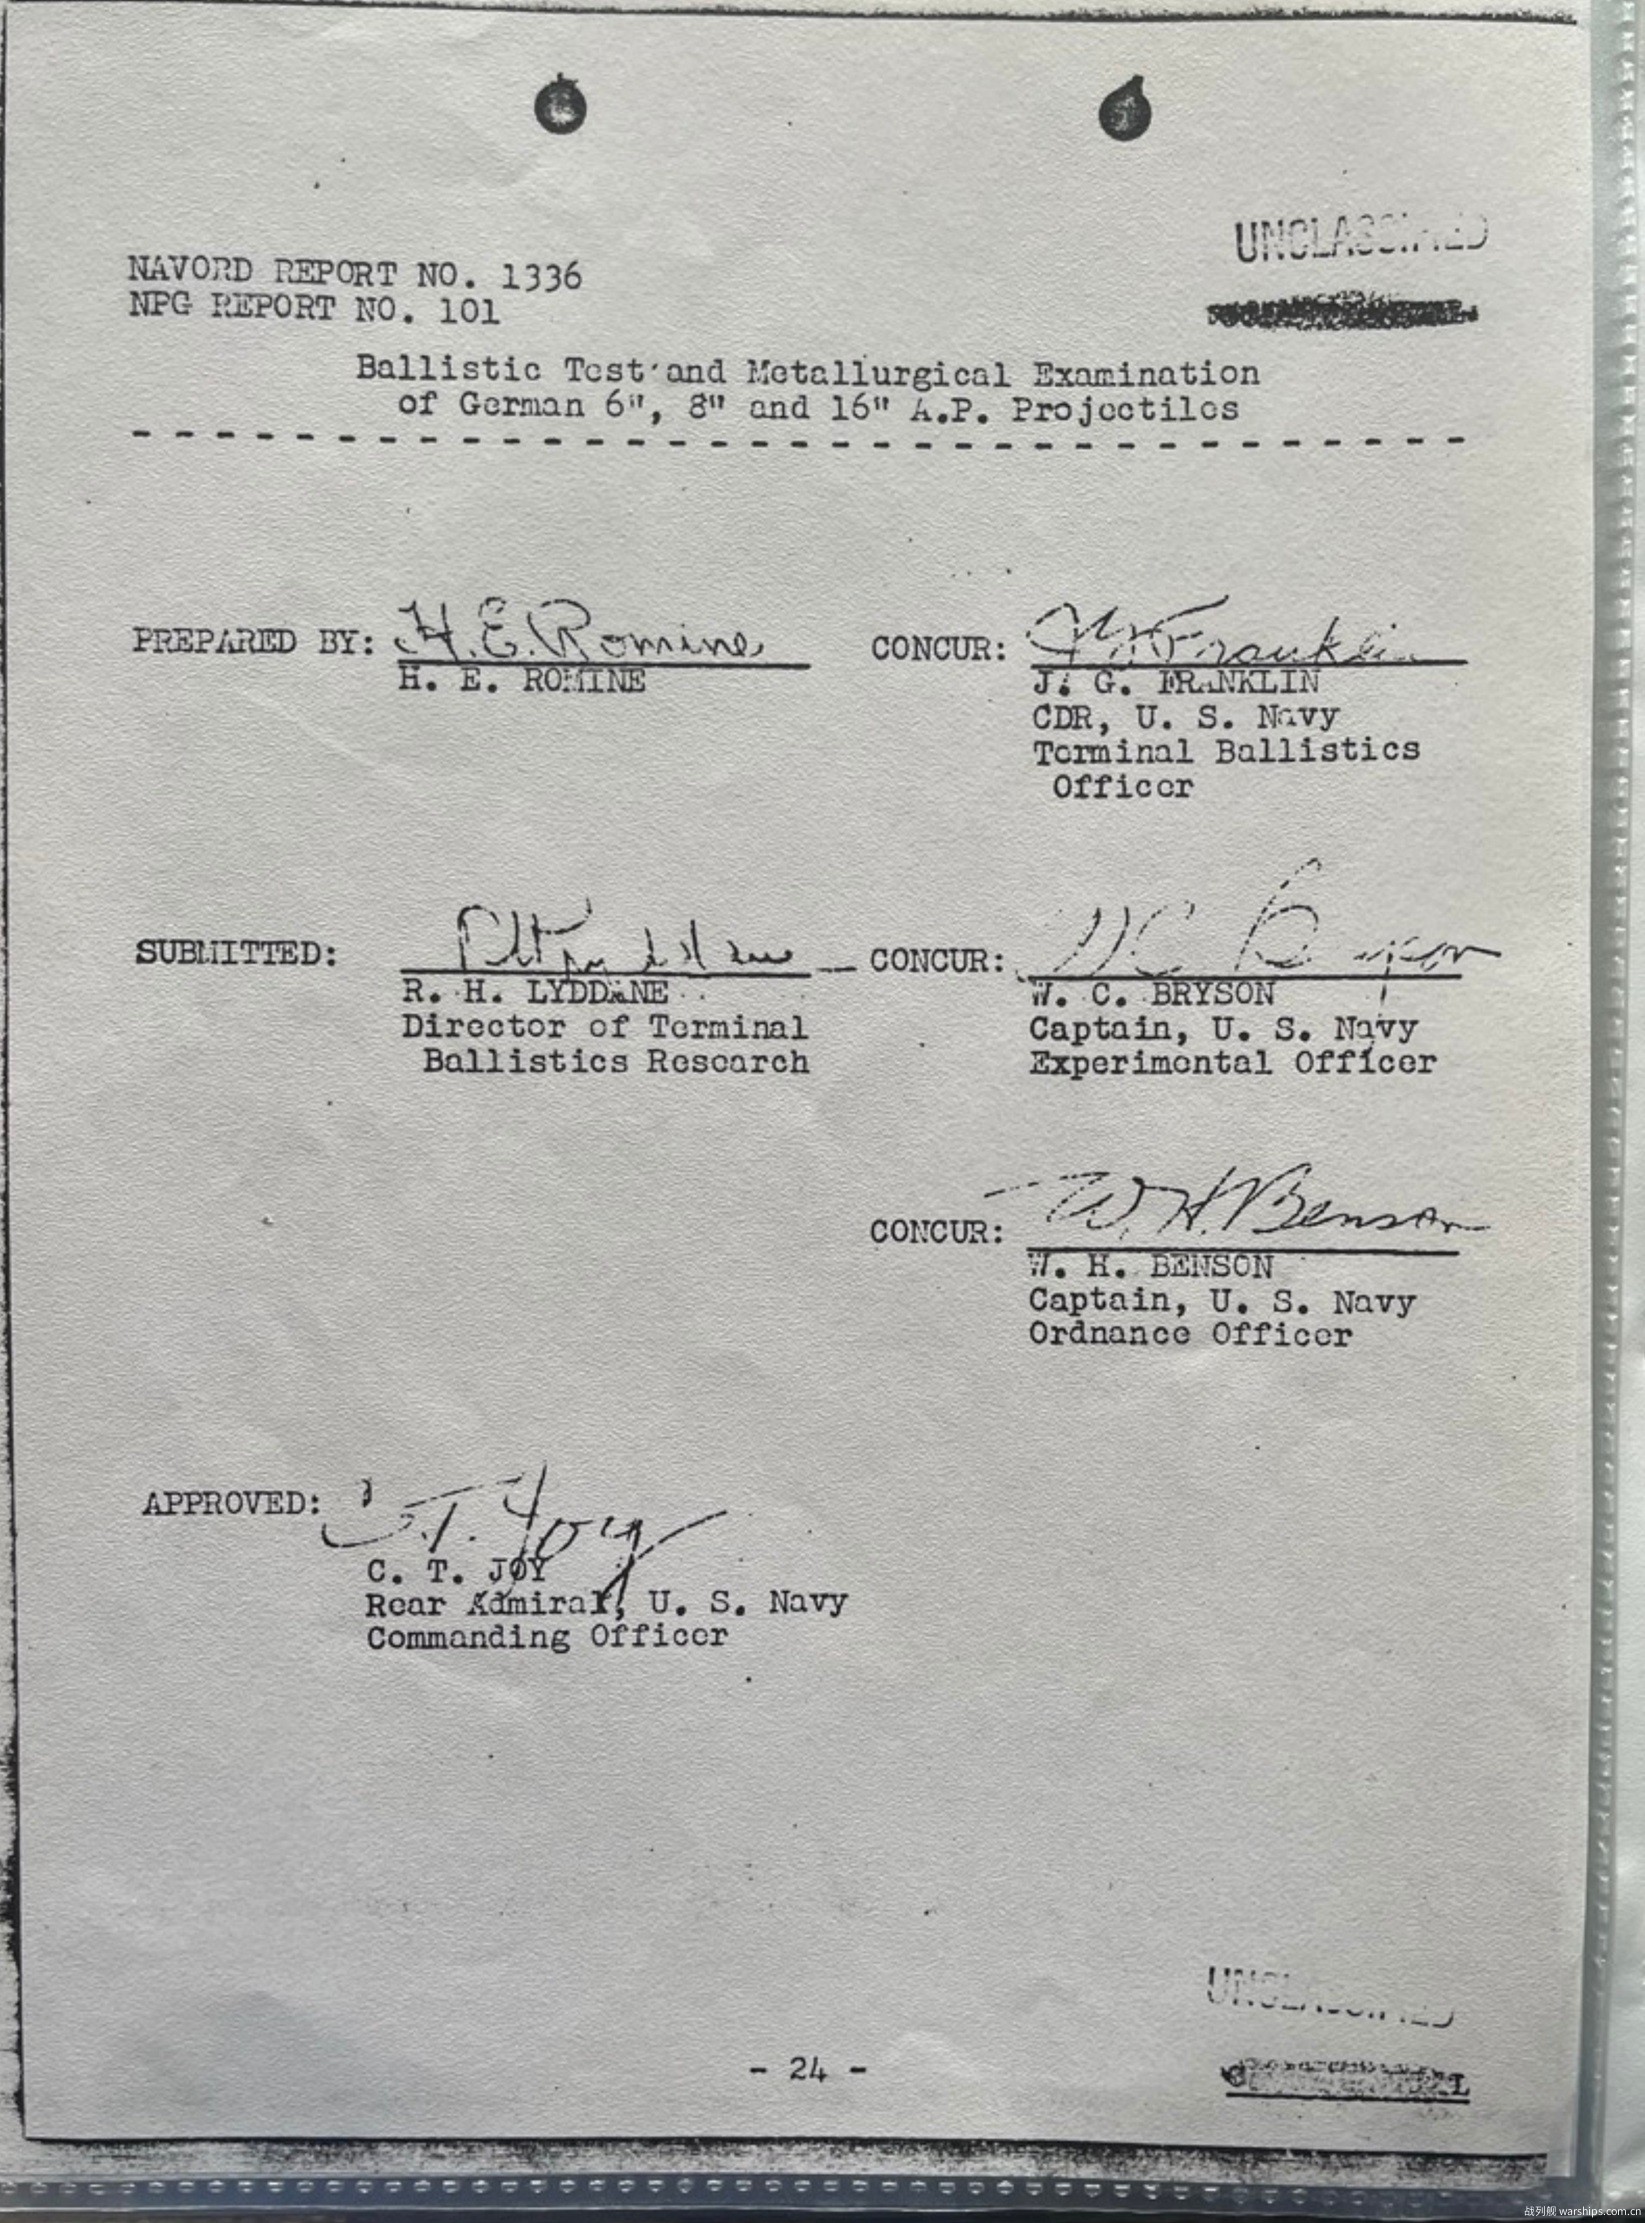 UNCLASSIFIED
NAVORD REPORT NO. 1336
NPG REPORT NO. 101
Ballistic Test and Metallurgical Examination
of German 6", 8" and 16" A.P. Projectiles
PREPARED BY: H.E. Romine
H. E. ROMINE
CONCUR: J G Franklin
J. G. FRANKLIN
CDR, U. S. Navy
Terminal Ballistics
Officer
SUBMITTED:
R. H. LYDDANE
Director of Terminal
Ballistics Research
CONCUR: W C Bryson
W. C. BRYSON
Captain, U. S. Navy
Experimental Officer
CONCUR: W. H. Benson
W. H. BENSON
Captain, U. S. Navy
Ordnance Officer
APPROVED: C.T. Joy
C. T. JOY
Rear Admiral, U. S. Navy
Commanding Officer
UNCLASSIFIED
- 24 -
战列舰 warships.com.cn